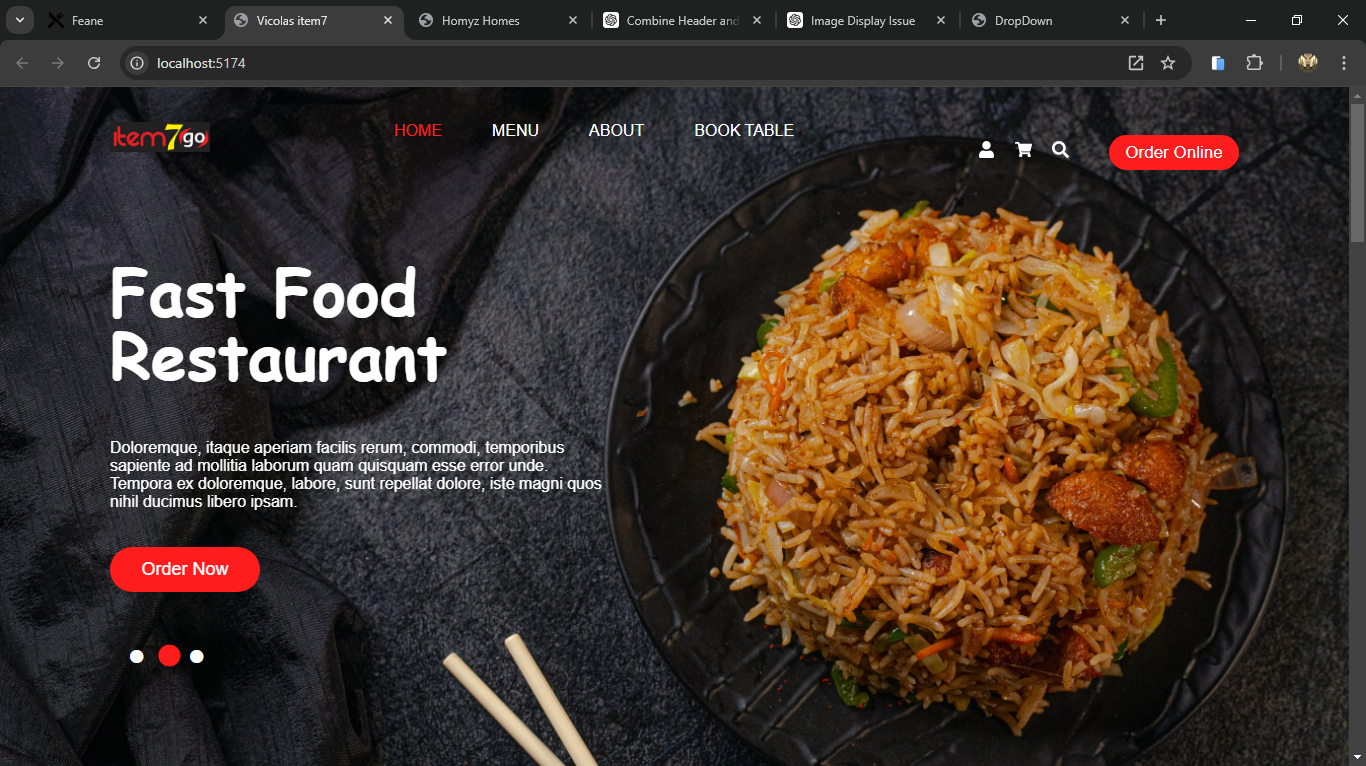 Feane
Vicolas item7
Homyz Homes
Combine Header and
Image Display Issue
DropDown
localhost:5174
item7go
HOME
MENU
ABOUT
BOOK TABLE
Order Online
Fast Food
Restaurant
Doloremque, itaque aperiam facilis rerum, commodi, temporibus
sapiente ad mollitia laborum quam quisquam esse error unde.
Tempora ex doloremque, labore, sunt repellat dolore, iste magni quos
nihil ducimus libero ipsam.
Order Now